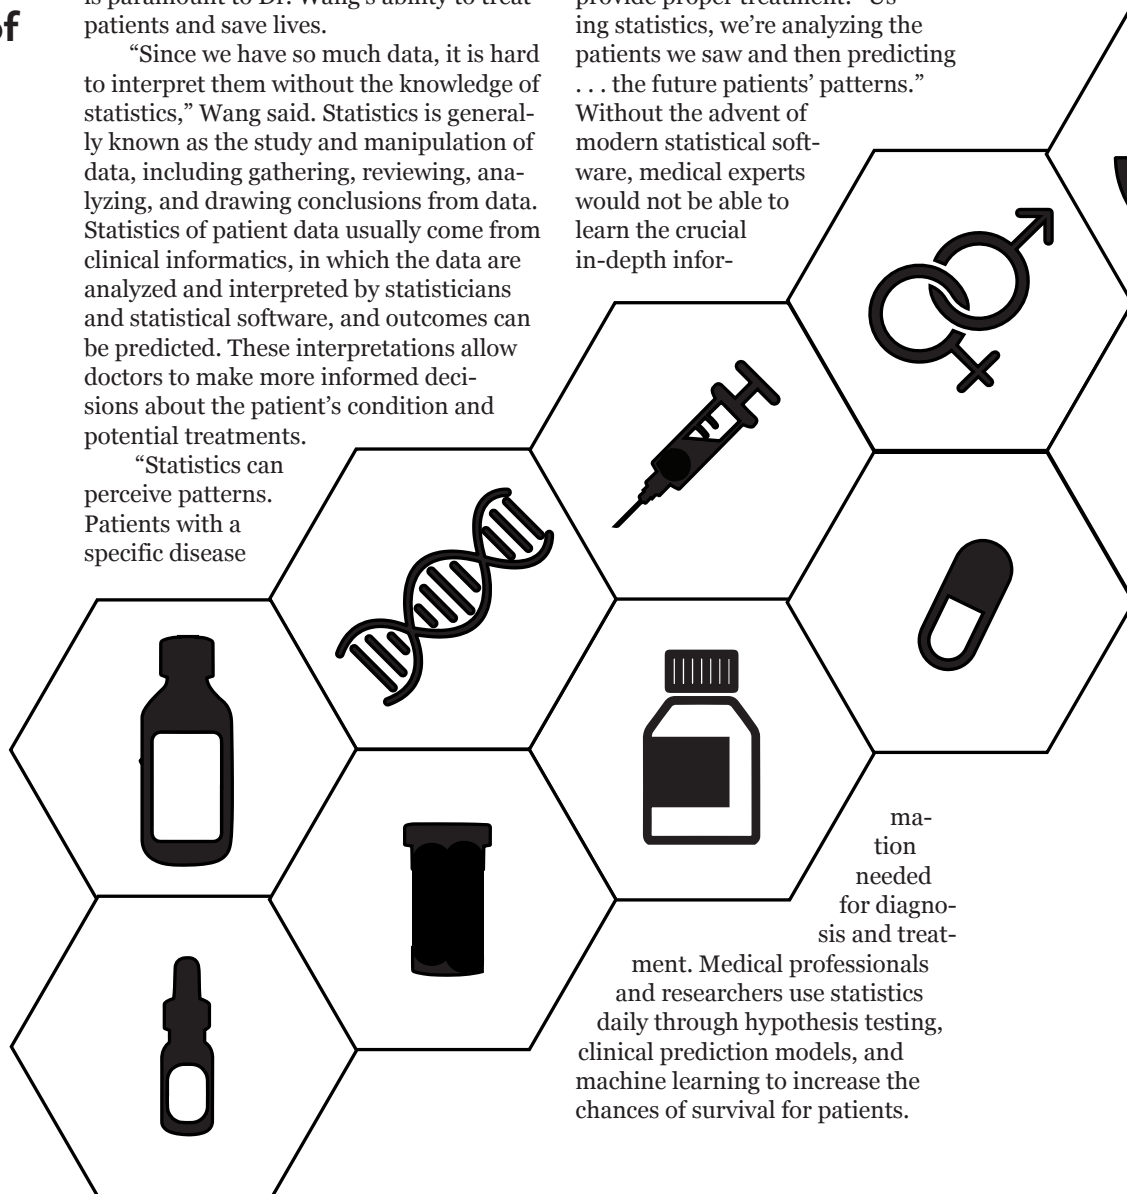 of
is paramount to Dr. Wang's ability to treat
patients and save lives.
“Since we have so much data, it is hard
to interpret them without the knowledge of
statistics,” Wang said. Statistics is general-
ly known as the study and manipulation of
data, including gathering, reviewing, ana-
lyzing, and drawing conclusions from data.
Statistics of patient data usually come from
clinical informatics, in which the data are
analyzed and interpreted by statisticians
and statistical software, and outcomes can
be predicted. These interpretations allow
doctors to make more informed deci-
sions about the patient’s condition and
potential treatments.
“Statistics can
perceive patterns.
Patients with a
specific disease
provide proper treatment. “Us-
ing statistics, we’re analyzing the
patients we saw and then predicting
. . . the future patients’ patterns.”
Without the advent of
modern statistical soft-
ware, medical experts
would not be able to
learn the crucial
in-depth infor-
ma-
tion
needed
for diagno-
sis and treat-
ment. Medical professionals
and researchers use statistics
daily through hypothesis testing,
clinical prediction models, and
machine learning to increase the
chances of survival for patients.